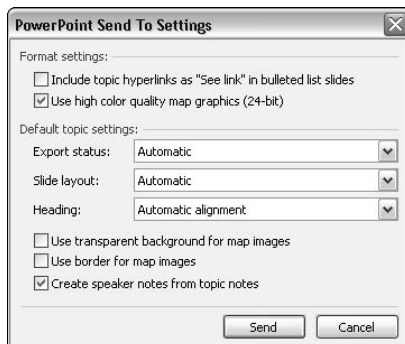 PowerPoint Send To Settings
Format settings:
Include topic hyperlinks as "See link" in bulleted list slides
Use high color quality map graphics (24-bit)
Default topic settings:
Export status: Automatic
Slide layout: Automatic
Heading: Automatic alignment
Use transparent background for map images
Use border for map images
Create speaker notes from topic notes
Send Cancel